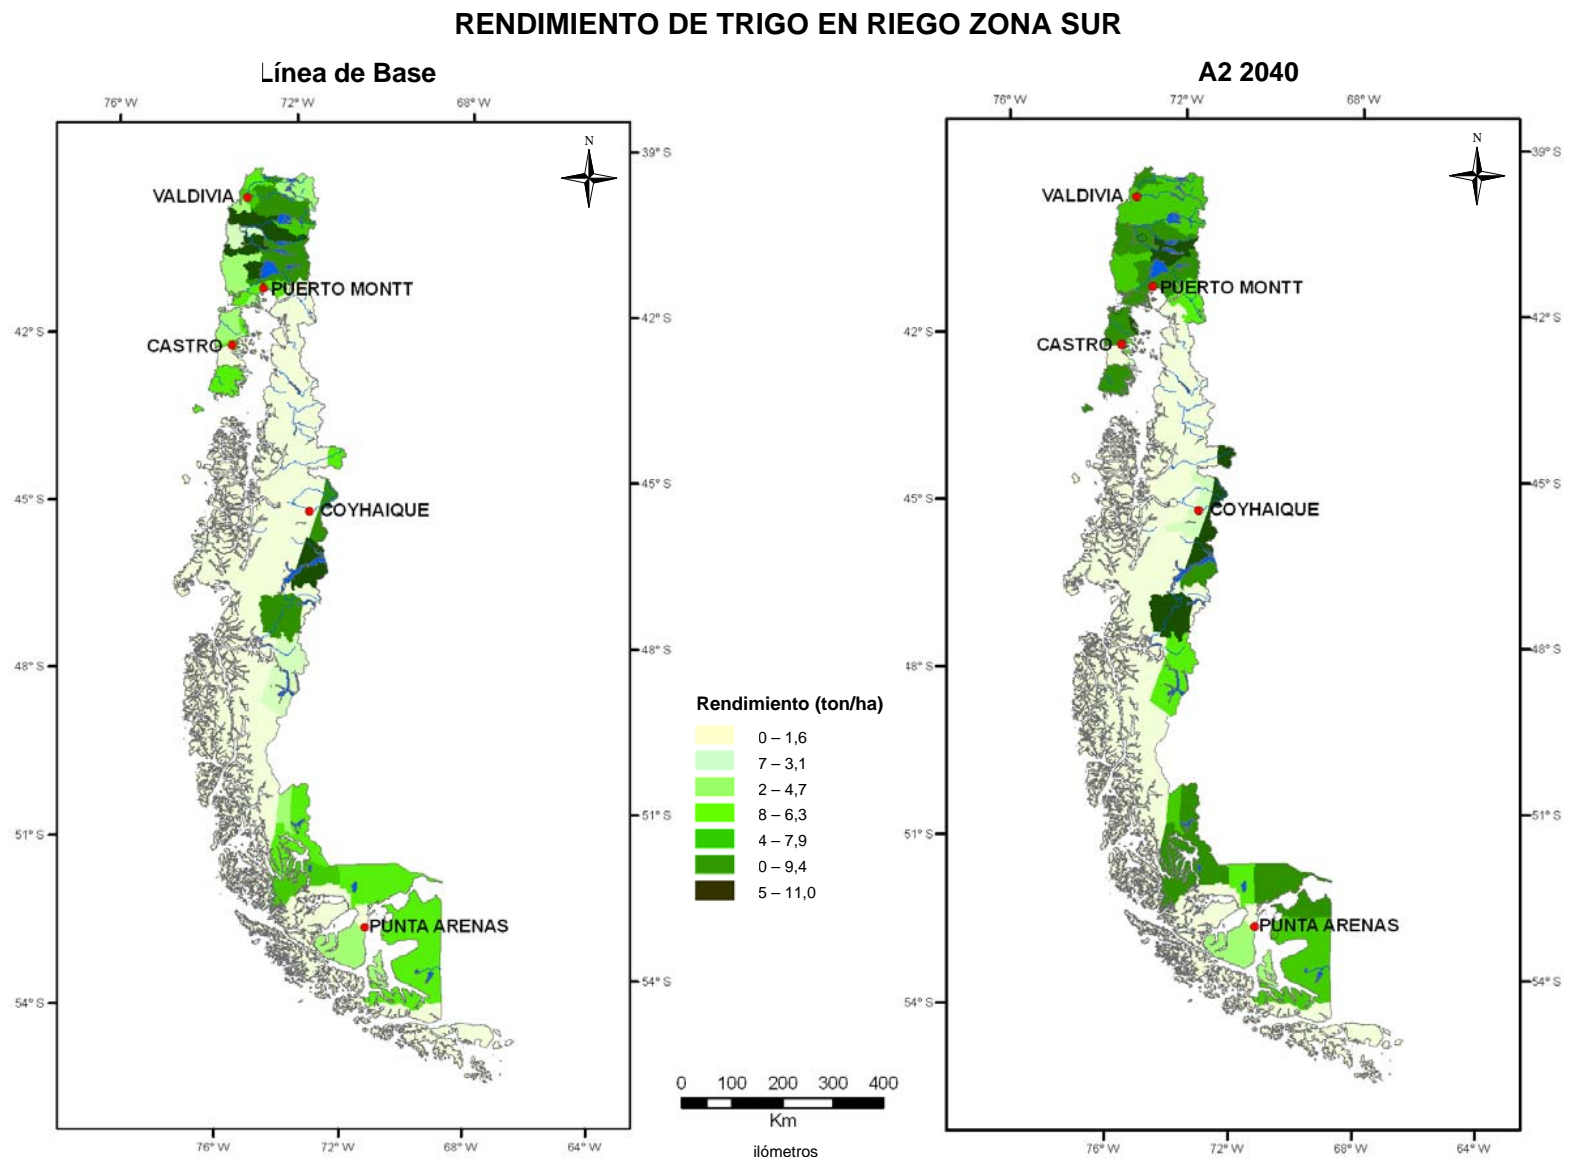 RENDIMIENTO DE TRIGO EN RIEGO ZONA SUR
Línea de Base
A2 2040
76° W
72° W
68° W
76° W
72° W
68° W
N
N
39° S
39° S
VALDIVIA
VALDIVIA
PUERTO MONTT
PUERTO MONTT
42° S
42° S
42° S
42° S
CASTRO
CASTRO
45° S
45° S
45° S
45° S
COYHAIQUE
COYHAIQUE
48° S
48° S
48° S
48° S
Rendimiento (ton/ha)
0 – 1,6
7 – 3,1
2 – 4,7
8 – 6,3
4 – 7,9
0 – 9,4
5 – 11,0
51° S
51° S
51° S
51° S
PUNTA ARENAS
PUNTA ARENAS
54° S
54° S
54° S
54° S
0 100 200 300 400
Km
ilómetros
76° W
72° W
68° W
64° W
76° W
72° W
68° W
64° W